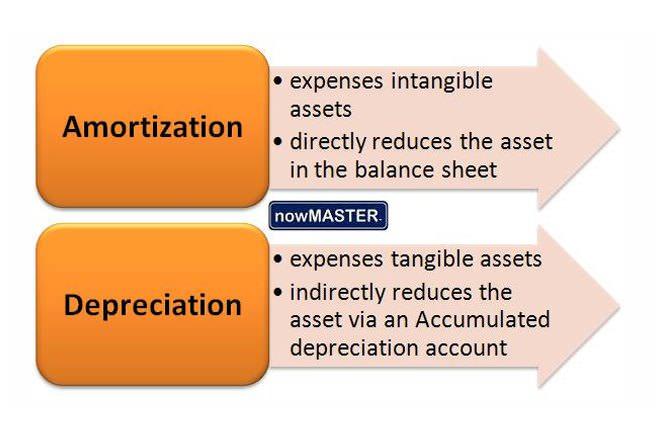 Amortization
• expenses intangible
assets
• directly reduces the asset
in the balance sheet
nowMASTER.
Depreciation
• expenses tangible assets
• indirectly reduces the
asset via an Accumulated
depreciation account